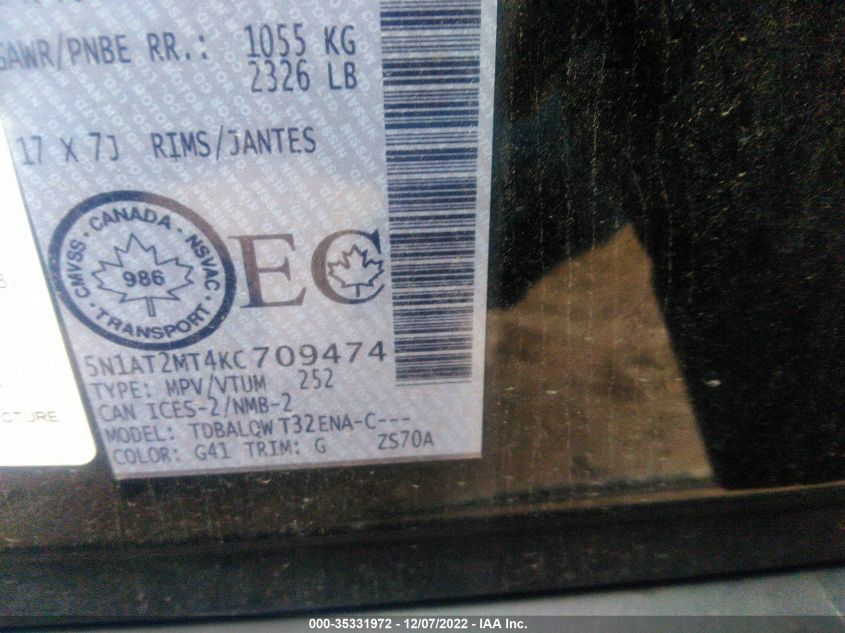 GAWR/PNBE RR.: 1055 KG
2326 LB
17 X 7J RIMS/JANTES
CMVSS · CANADA · NSVAC · TRANSPORT ·
986
EC
5N1AT2MT4KC709474
TYPE: MPV/VTUM 252
CAN ICES-2/NMB-2
MODEL: TDBALQW T32ENA-C---
COLOR: G41 TRIM: G ZS70A
CTURE
000-35331972 - 12/07/2022 - IAA Inc.